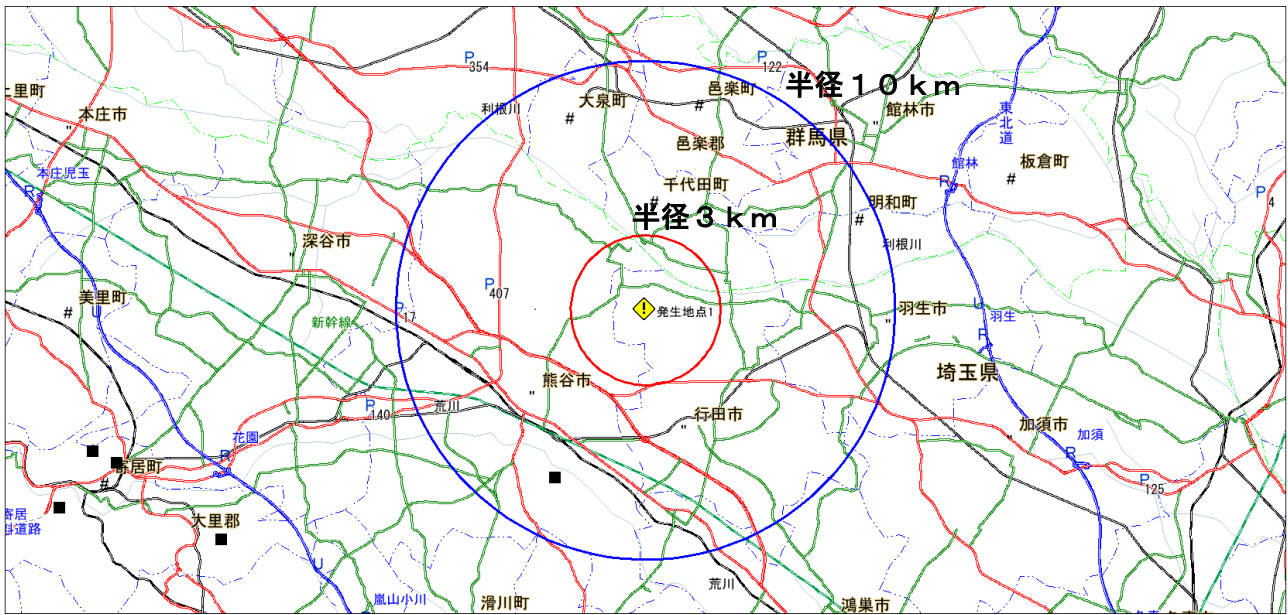 354
122
半径１０ｋｍ
上里町
本庄市
利根川
大泉町
#
邑楽町
#
館林市
"
東北道
"
邑楽郡
群馬県
館林
板倉町
#
本庄児玉
R
千代田町
#
R
P
4
半径３ｋｍ
明和町
#
深谷市
"
利根川
美里町
#
U
P
407
P
17
発生地点1
U
羽生市
"
羽生
R
新幹線
熊谷市
"
埼玉県
P
140
荒川
行田市
"
加須市
"
加須
花園
R
R
寄居町
#
P
125
寄居
大里郡
道路
U
嵐山小川
滑川町
荒川
鴻巣市